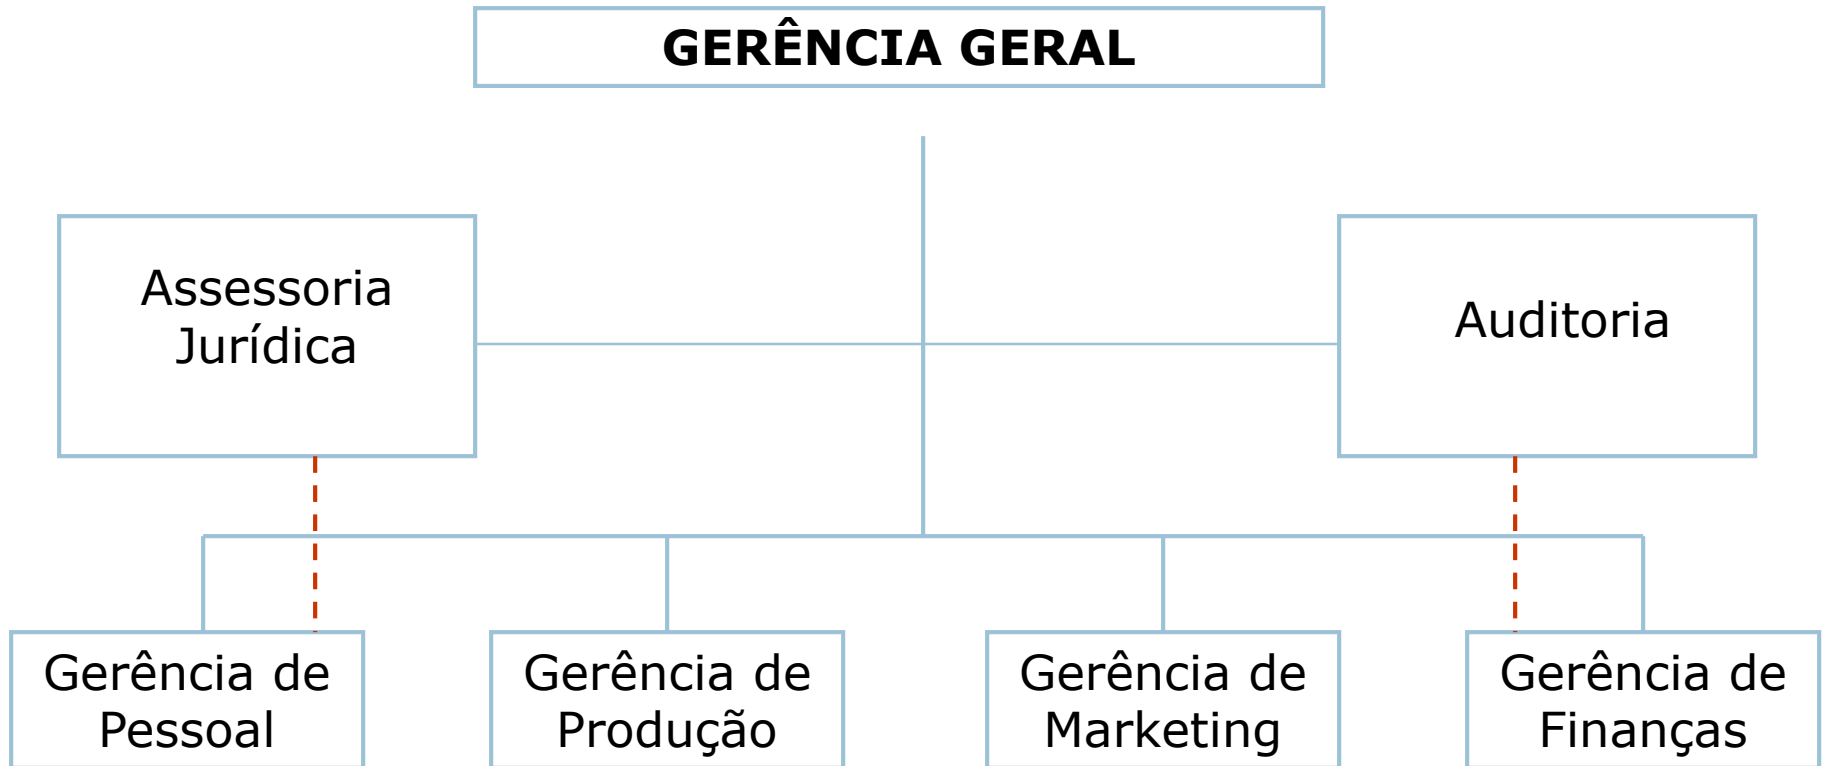 GERÊNCIA GERAL
Assessoria
Jurídica
Auditoria
Gerência de
Pessoal
Gerência de
Produção
Gerência de
Marketing
Gerência de
Finanças